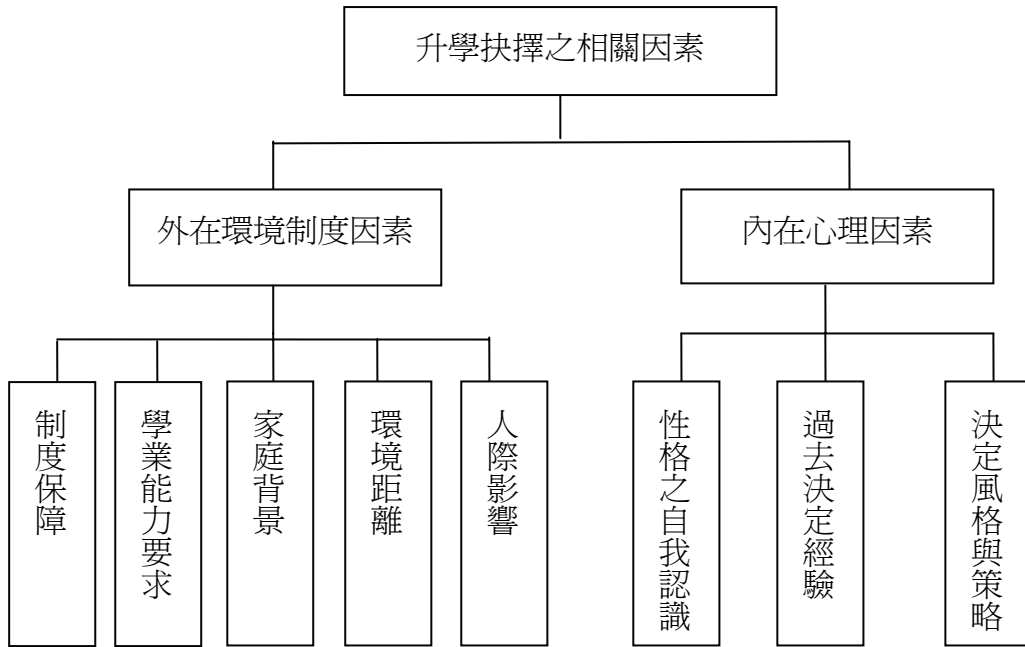 升學抉擇之相關因素
外在環境制度因素
內在心理因素
制度保障
學業能力要求
家庭背景
環境距離
人際影響
性格之自我認識
過去決定經驗
決定風格與策略